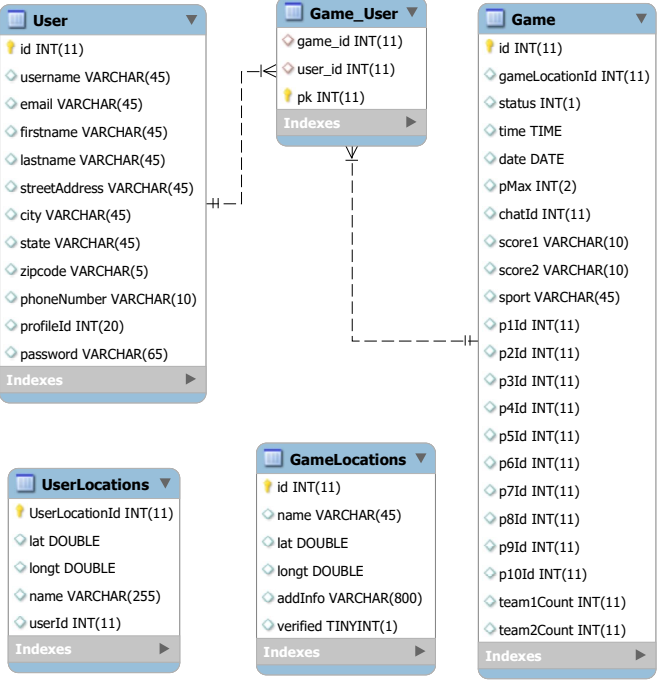 User
id INT(11)
username VARCHAR(45)
email VARCHAR(45)
firstname VARCHAR(45)
lastname VARCHAR(45)
streetAddress VARCHAR(45)
city VARCHAR(45)
state VARCHAR(45)
zipcode VARCHAR(5)
phoneNumber VARCHAR(10)
profileId INT(20)
password VARCHAR(65)
Indexes
Game_User
game_id INT(11)
user_id INT(11)
pk INT(11)
Indexes
Game
id INT(11)
gameLocationId INT(11)
status INT(1)
time TIME
date DATE
pMax INT(2)
chatId INT(11)
score1 VARCHAR(10)
score2 VARCHAR(10)
sport VARCHAR(45)
p1Id INT(11)
p2Id INT(11)
p3Id INT(11)
p4Id INT(11)
p5Id INT(11)
p6Id INT(11)
p7Id INT(11)
p8Id INT(11)
p9Id INT(11)
p10Id INT(11)
team1Count INT(11)
team2Count INT(11)
Indexes
UserLocations
UserLocationId INT(11)
lat DOUBLE
longt DOUBLE
name VARCHAR(255)
userId INT(11)
Indexes
GameLocations
id INT(11)
name VARCHAR(45)
lat DOUBLE
longt DOUBLE
addInfo VARCHAR(800)
verified TINYINT(1)
Indexes